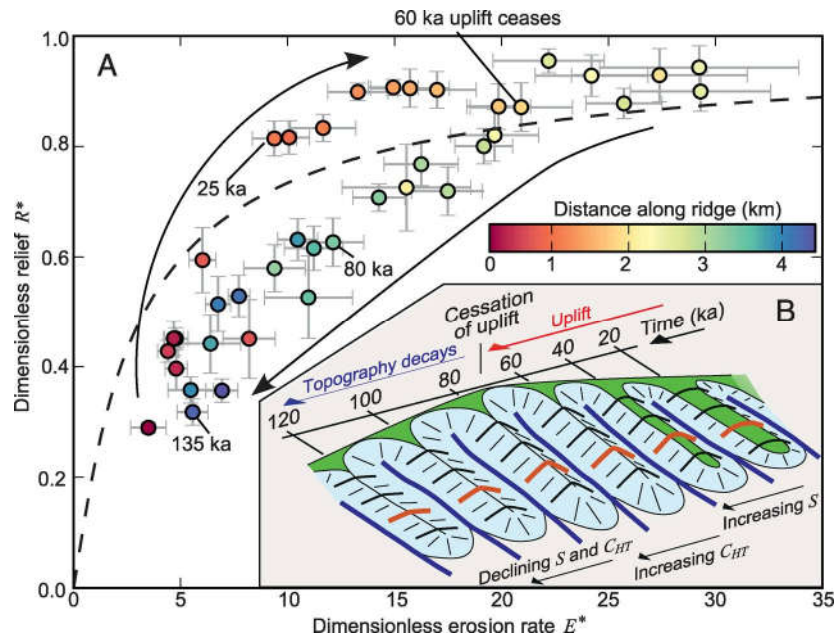 60 ka uplift ceases
A
1.0
0.8
0.6
0.4
0.2
0.0
Dimensionless relief R*
25 ka
80 ka
135 ka
Distance along ridge (km)
0 1 2 3 4
B
Cessation
of uplift
Uplift
Time (ka)
Topography decays
120 100 80 60 40 20
Increasing S
Increasing C_HT
Declining S and C_HT
0 5 10 15 20 25 30 35
Dimensionless erosion rate E*